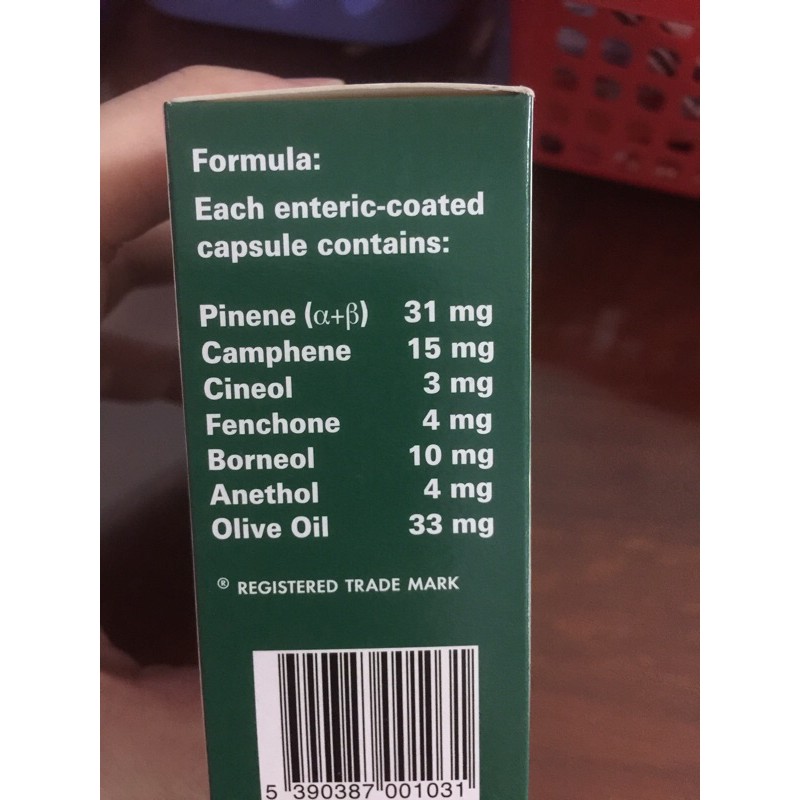 Formula:
Each enteric-coated
capsule contains:
Pinene (α+β) 31 mg
Camphene 15 mg
Cineol 3 mg
Fenchone 4 mg
Borneol 10 mg
Anethol 4 mg
Olive Oil 33 mg
® REGISTERED TRADE MARK
5 390387 001031